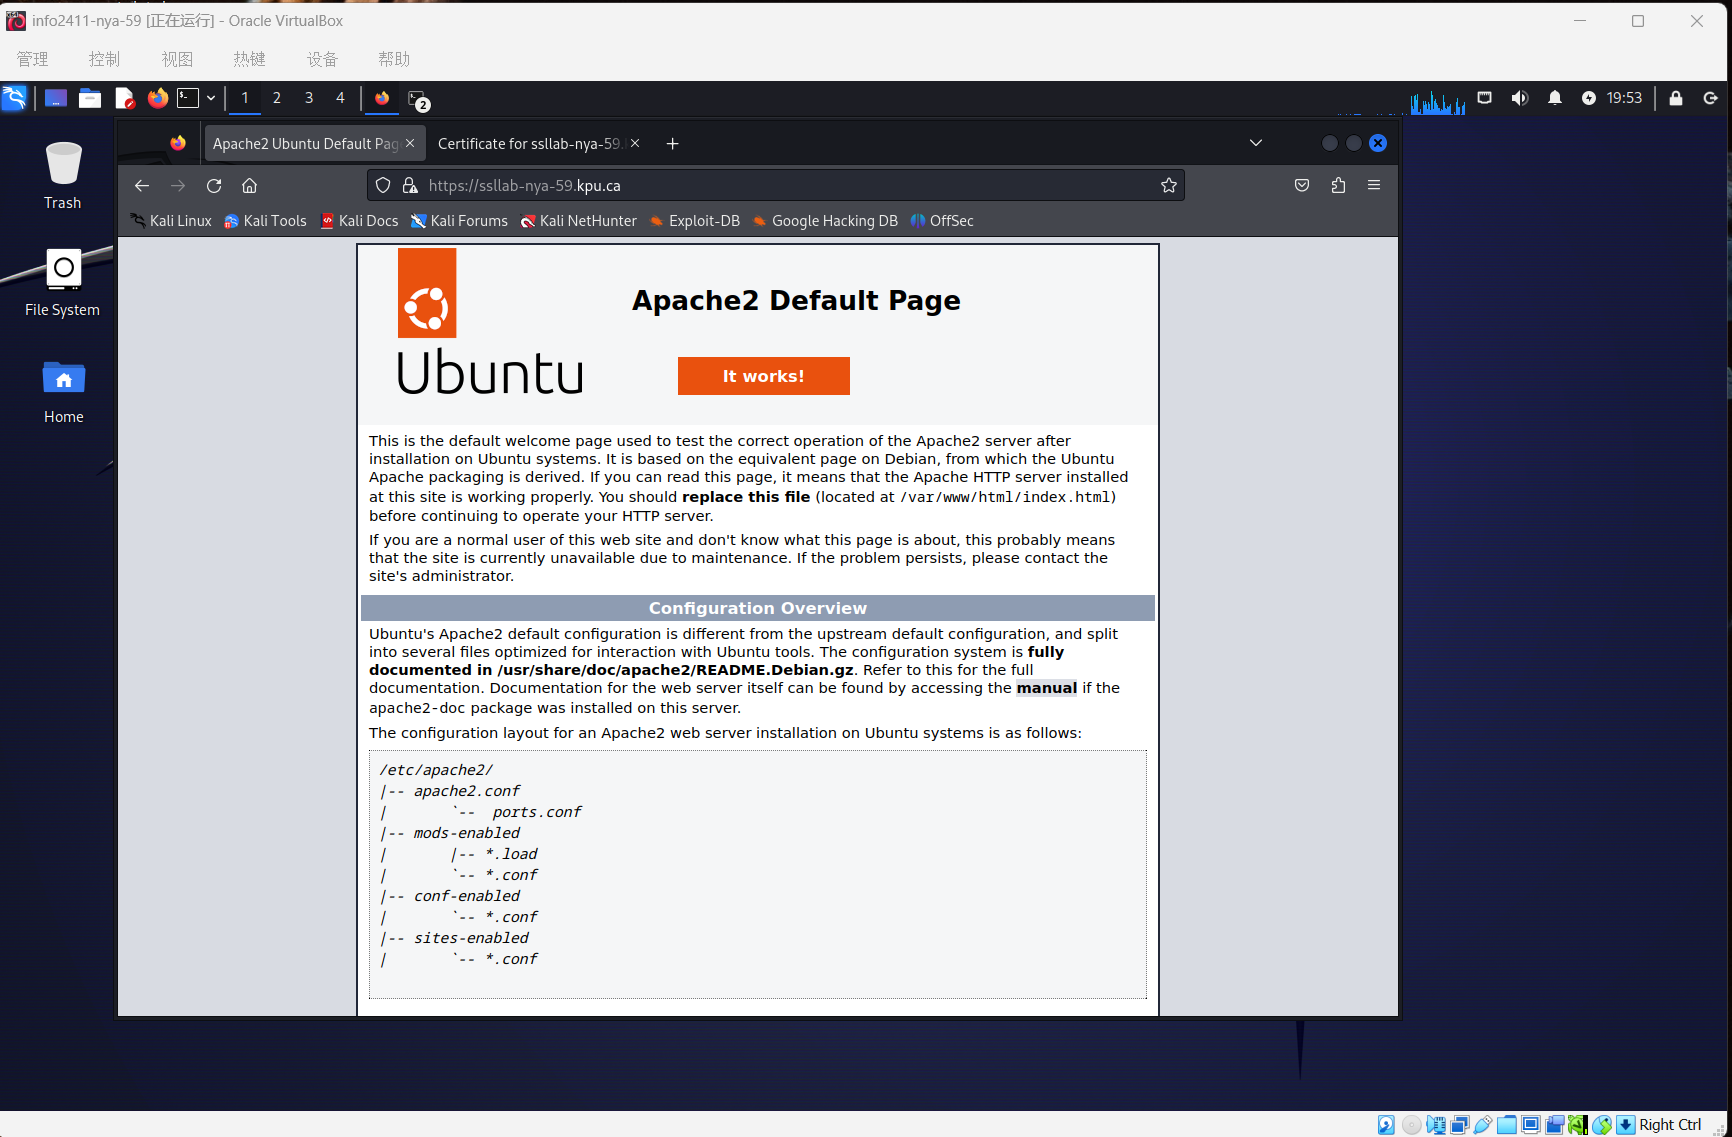 info2411-nya-59 [正在运行] - Oracle VirtualBox
管理 控制 视图 热键 设备 帮助
1 2 3 4 2 19:53
Apache2 Ubuntu Default Pag Certificate for ssllab-nya-59.
https://ssllab-nya-59.kpu.ca
Kali Linux Kali Tools Kali Docs Kali Forums Kali NetHunter Exploit-DB Google Hacking DB OffSec
Trash
File System
Home
Ubuntu
Apache2 Default Page
It works!
This is the default welcome page used to test the correct operation of the Apache2 server after
installation on Ubuntu systems. It is based on the equivalent page on Debian, from which the Ubuntu
Apache packaging is derived. If you can read this page, it means that the Apache HTTP server installed
at this site is working properly. You should replace this file (located at /var/www/html/index.html)
before continuing to operate your HTTP server.
If you are a normal user of this web site and don't know what this page is about, this probably means
that the site is currently unavailable due to maintenance. If the problem persists, please contact the
site's administrator.
Configuration Overview
Ubuntu's Apache2 default configuration is different from the upstream default configuration, and split
into several files optimized for interaction with Ubuntu tools. The configuration system is fully
documented in /usr/share/doc/apache2/README.Debian.gz. Refer to this for the full
documentation. Documentation for the web server itself can be found by accessing the manual if the
apache2-doc package was installed on this server.
The configuration layout for an Apache2 web server installation on Ubuntu systems is as follows:
/etc/apache2/
|-- apache2.conf
|       `--  ports.conf
|-- mods-enabled
|       |-- *.load
|       `-- *.conf
|-- conf-enabled
|       `-- *.conf
|-- sites-enabled
|       `-- *.conf
Right Ctrl